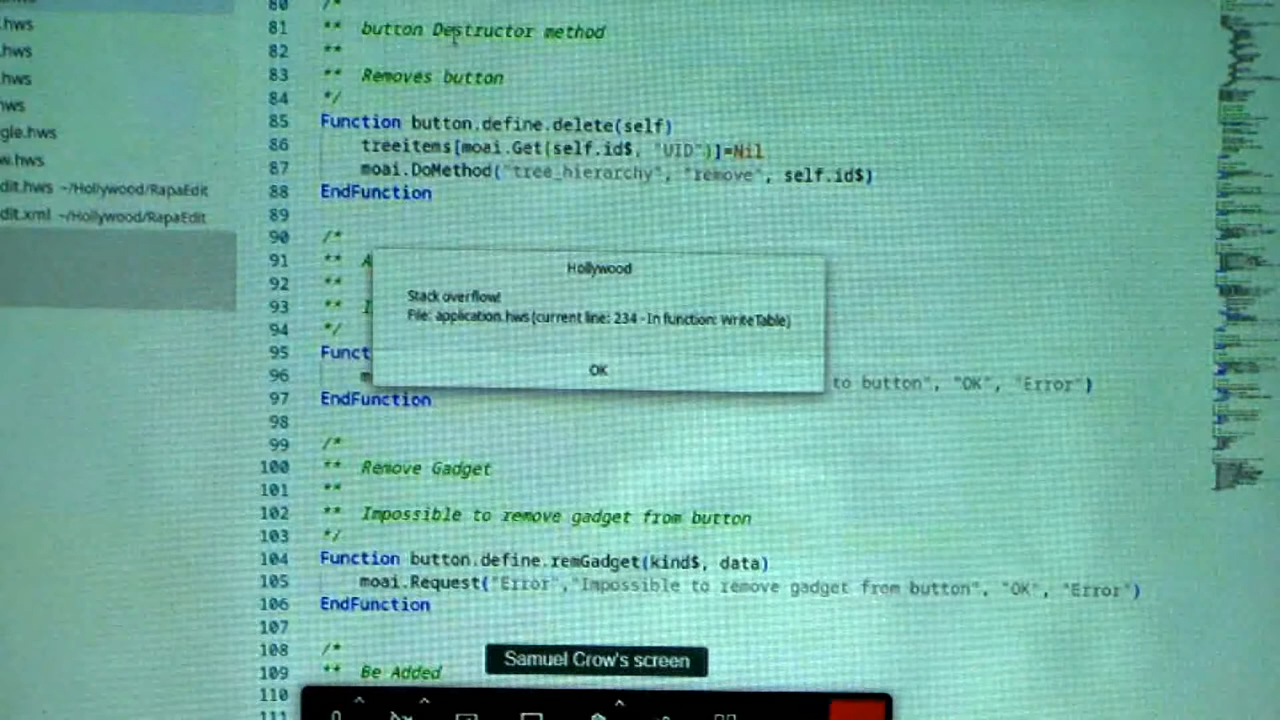 80 /*
.hws
81 ** button Destructor method
.hws
82 **
.hws
83 ** Removes button
84 */
85 Function button.define.delete(self)
gle.hws
86 treeitems[moai.Get(self.id$, "UID")]=Nil
w.hws
87 moai.DoMethod("tree_hierarchy", "remove", self.id$)
dit.hws ~/Hollywood/RapaEdit
88 EndFunction
dit.xml ~/Hollywood/RapaEdit
89
90 /*
91 ** A
Hollywood
92 **
Stack overflow!
93 ** I
File: application.hws (current line: 234 - In function: WriteTable)
94 */
95 Funct
OK
96 m to button", "OK", "Error")
97 EndFunction
98
99 /*
100 ** Remove Gadget
101 **
102 ** Impossible to remove gadget from button
103 */
104 Function button.define.remGadget(kind$, data)
105 moai.Request("Error","Impossible to remove gadget from button", "OK", "Error")
106 EndFunction
107
108 /*
Samuel Crow's screen
109 ** Be Added
110
111